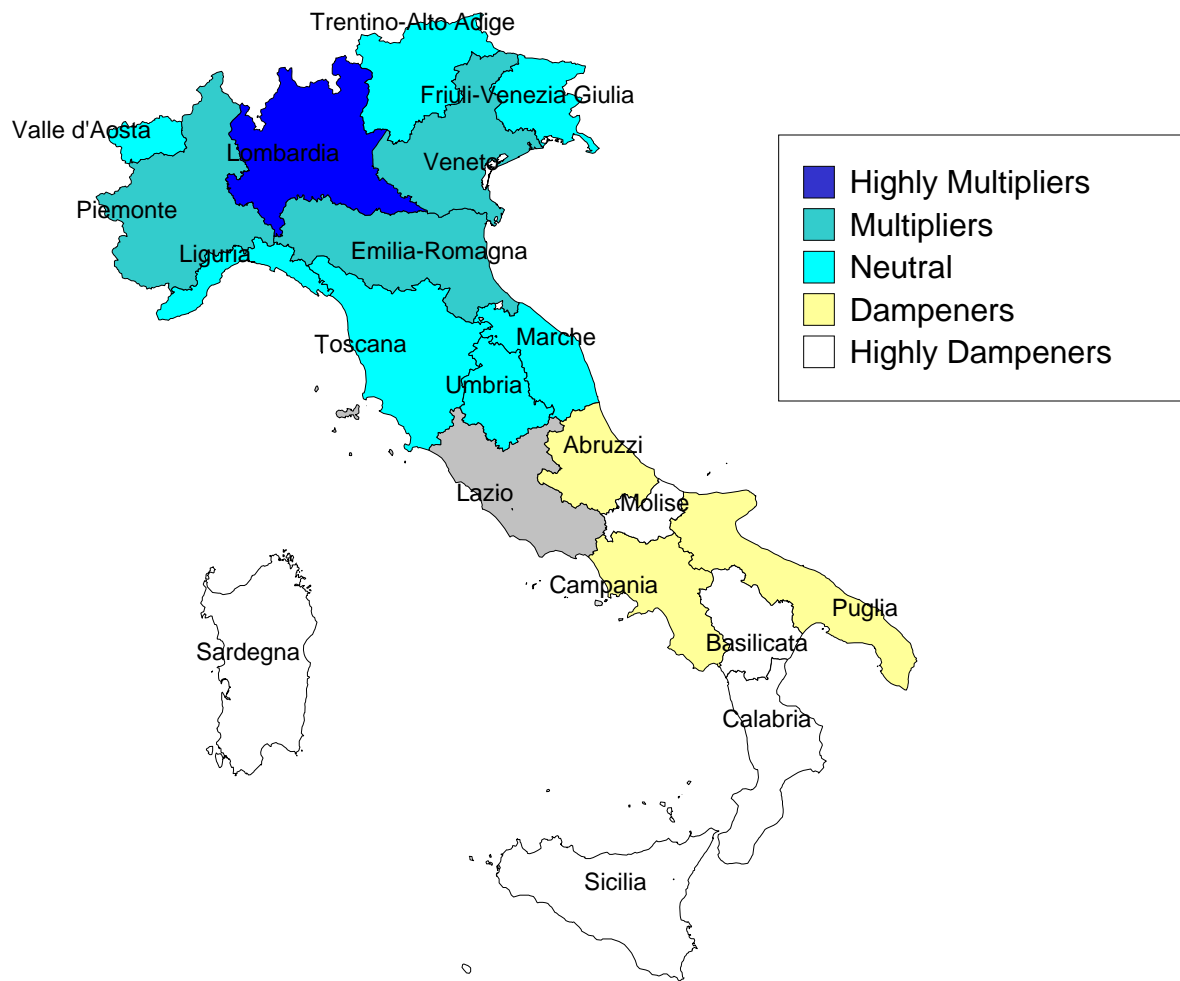 Trentino-Alto Adige
Friuli-Venezia Giulia
Valle d'Aosta
Lombardia
Veneto
Piemonte
Liguria
Emilia-Romagna
Toscana
Marche
Umbria
Abruzzi
Lazio
Molise
Campania
Puglia
Basilicata
Sardegna
Calabria
Sicilia
Highly Multipliers
Multipliers
Neutral
Dampeners
Highly Dampeners